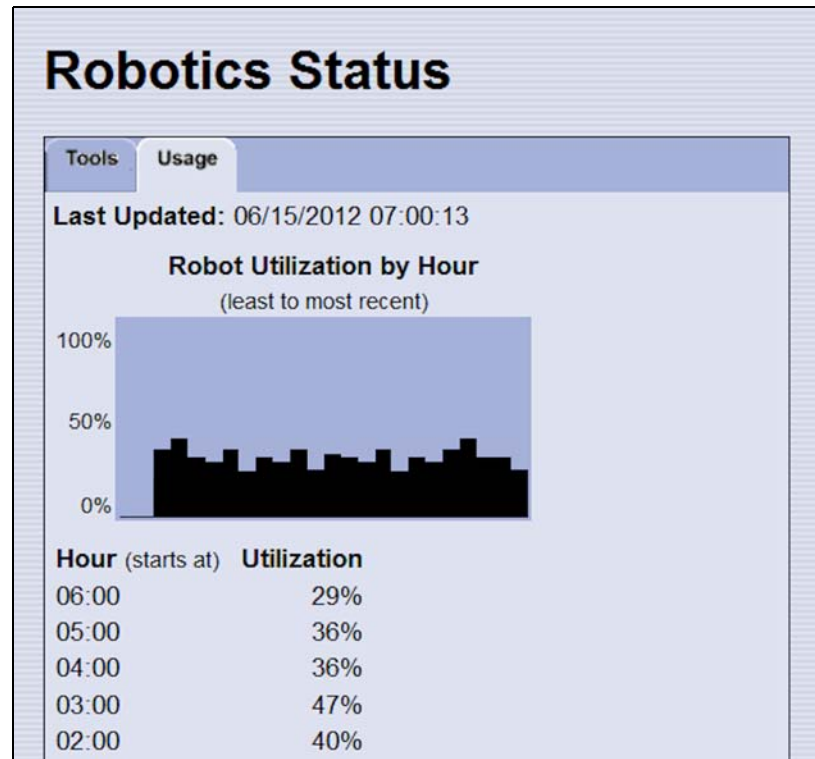 Robotics Status
Tools Usage
Last Updated: 06/15/2012 07:00:13
Robot Utilization by Hour
(least to most recent)
100%
50%
0%
Hour (starts at) Utilization
06:00 29%
05:00 36%
04:00 36%
03:00 47%
02:00 40%